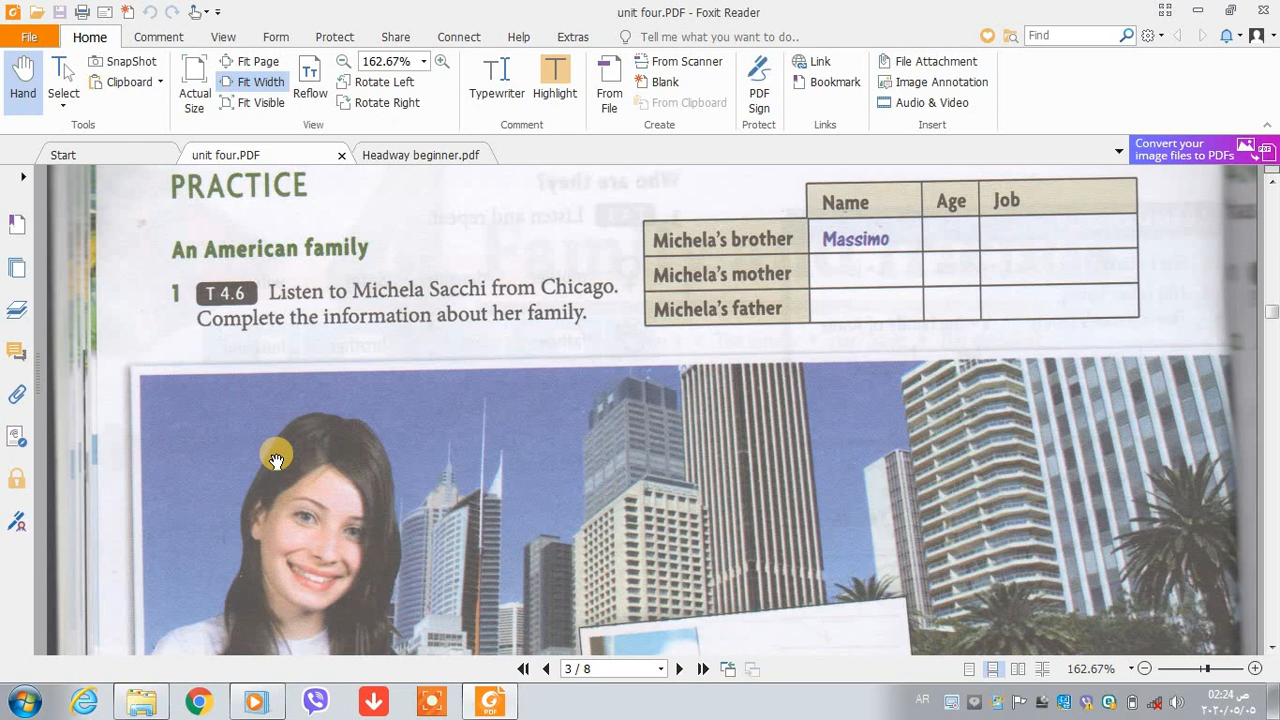 unit four.PDF - Foxit Reader
File Home Comment View Form Protect Share Connect Help Extras Tell me what you want to do.. Find
Hand
Select
SnapShot
Clipboard
Actual Size
Fit Page
Fit Width
Fit Visible
Reflow
162.67%
Rotate Left
Rotate Right
Typewriter
Highlight
From File
From Scanner
Blank
From Clipboard
PDF Sign
Link
Bookmark
File Attachment
Image Annotation
Audio & Video
Tools View Comment Create Protect Links Insert
Start unit four.PDF Headway beginner.pdf
Convert your
image files to PDFs
PRACTICE
An American family
1 T 4.6 Listen to Michela Sacchi from Chicago.
Complete the information about her family.
Name Age Job
Michela's brother Massimo
Michela's mother
Michela's father
3 / 8 162.67%
AR
02:24 ص
٢٠٢٠/٠٥/٠٥